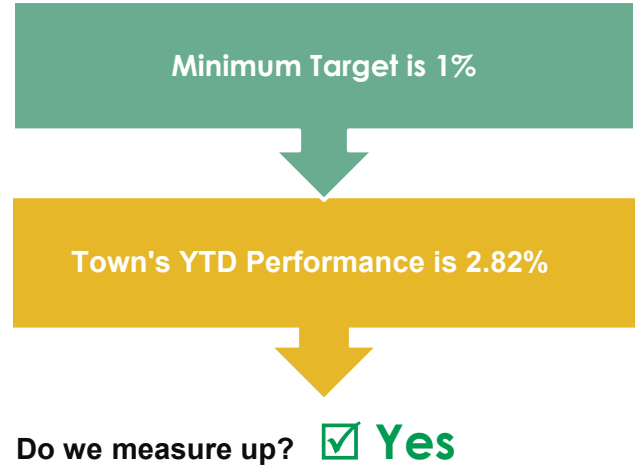 Minimum Target is 1%
Town's YTD Performance is 2.82%
Do we measure up? ☑ Yes